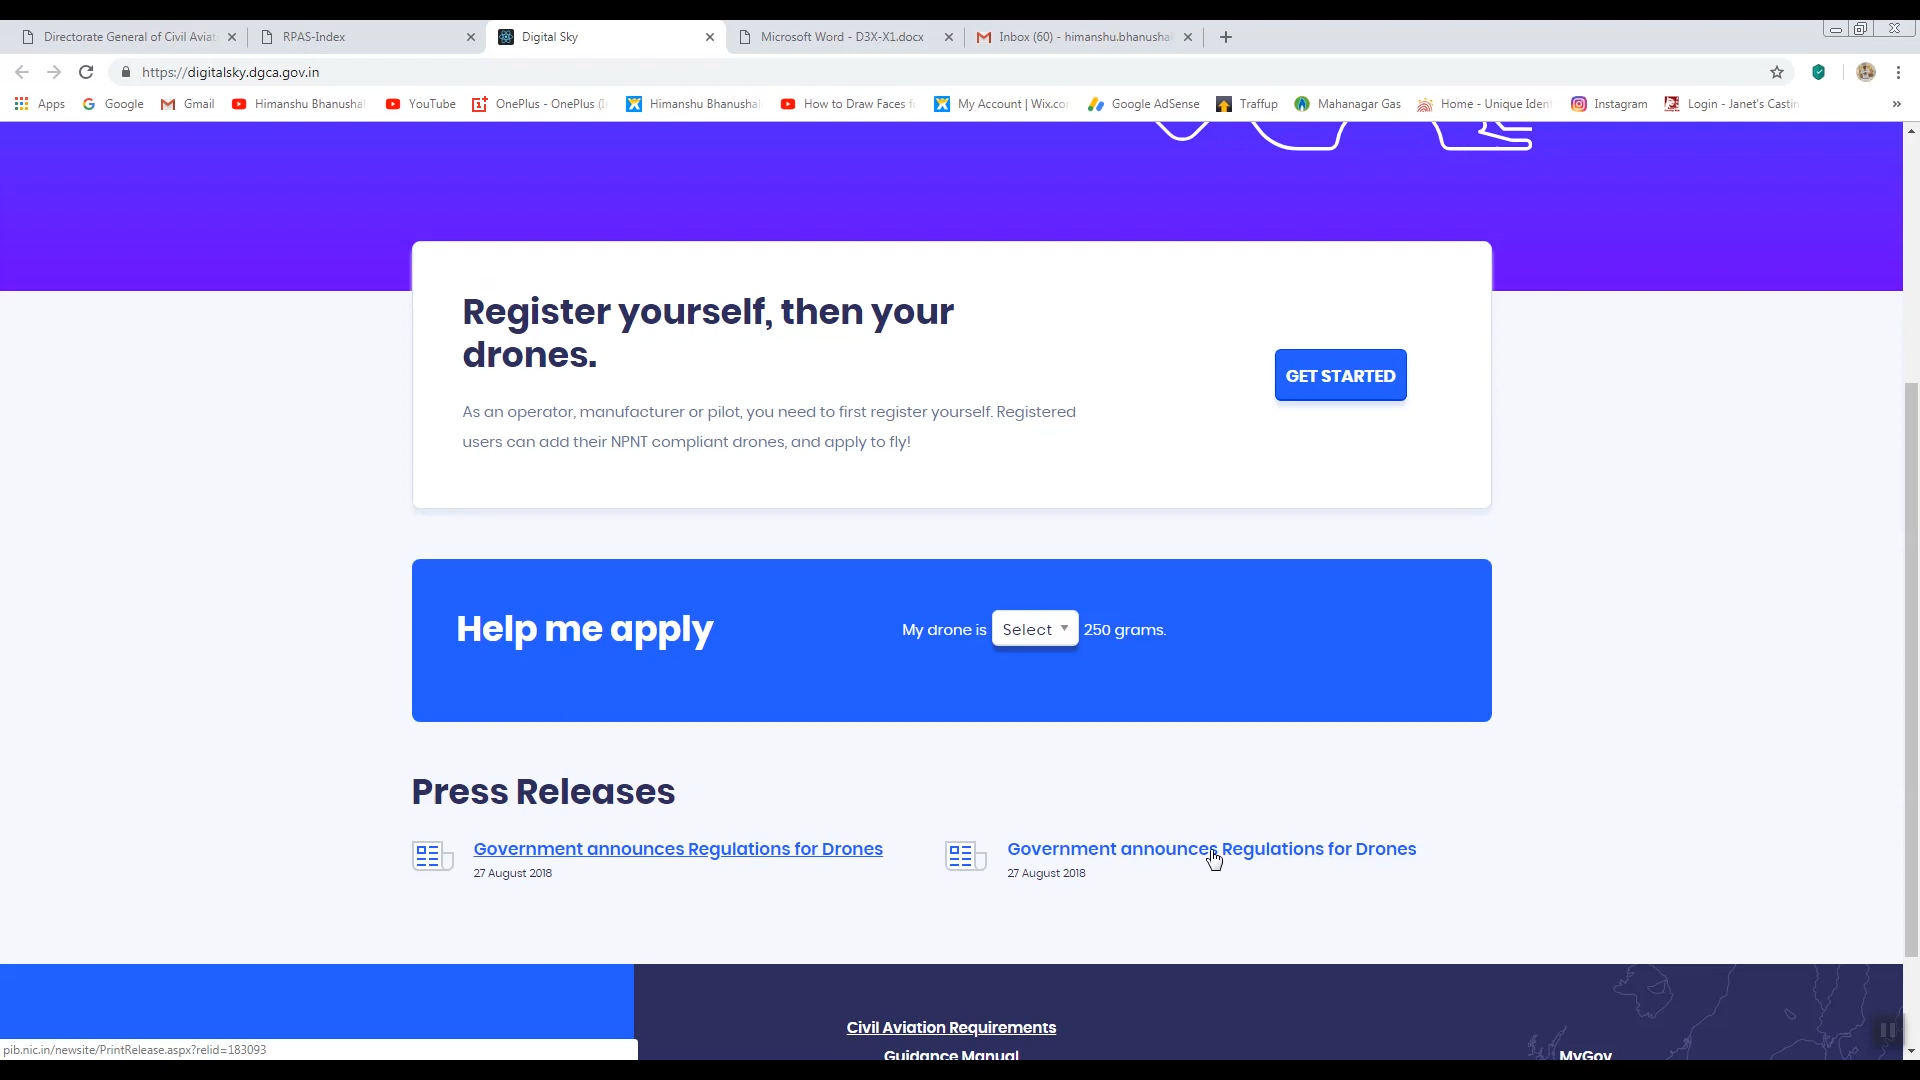 Directorate General of Civil Aviat
RPAS-Index
Digital Sky
Microsoft Word - D3X-X1.docx
Inbox (60) - himanshu.bhanusha
https://digitalsky.dgca.gov.in
Apps
Google
Gmail
Himanshu Bhanushal
YouTube
OnePlus - OnePlus (I
Himanshu Bhanushal
How to Draw Faces f
My Account | Wix.co
Google AdSense
Traffup
Mahanagar Gas
Home - Unique Ident
Instagram
Login - Janet's Castin
Register yourself, then your
drones.
As an operator, manufacturer or pilot, you need to first register yourself. Registered
users can add their NPNT compliant drones, and apply to fly!
GET STARTED
Help me apply
My drone is Select 250 grams.
Press Releases
Government announces Regulations for Drones
27 August 2018
Government announces Regulations for Drones
27 August 2018
Civil Aviation Requirements
Guidance Manual
MyGov
pib.nic.in/newsite/PrintRelease.aspx?relid=183093